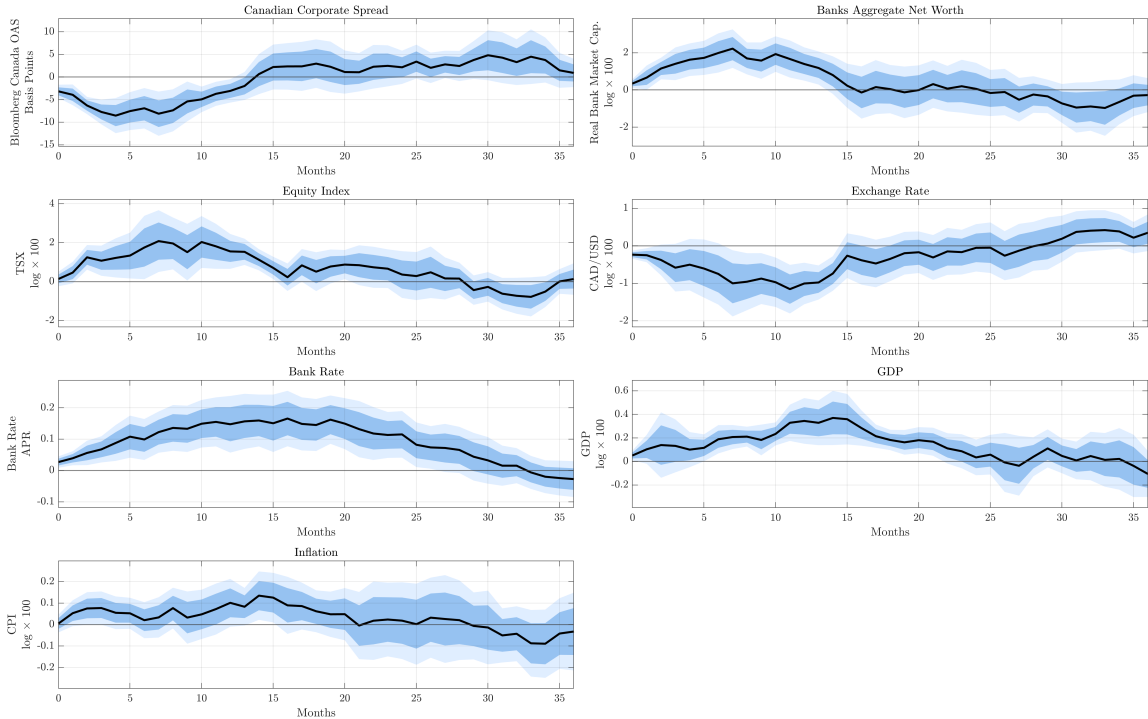 Canadian Corporate Spread
Bloomberg Canada OAS
Basis Points
10
5
0
-5
-10
-15
0 5 10 15 20 25 30 35
Months
Banks Aggregate Net Worth
Real Bank Market Cap.
log × 100
2
0
-2
0 5 10 15 20 25 30 35
Months
Equity Index
TSX
log × 100
4
2
0
-2
0 5 10 15 20 25 30 35
Months
Exchange Rate
CAD/USD
log × 100
1
0
-1
-2
0 5 10 15 20 25 30 35
Months
Bank Rate
Bank Rate
APR
0.2
0.1
0
-0.1
0 5 10 15 20 25 30 35
Months
GDP
GDP
log × 100
0.6
0.4
0.2
0
-0.2
0 5 10 15 20 25 30 35
Months
Inflation
CPI
log × 100
0.2
0.1
0
-0.1
-0.2
0 5 10 15 20 25 30 35
Months